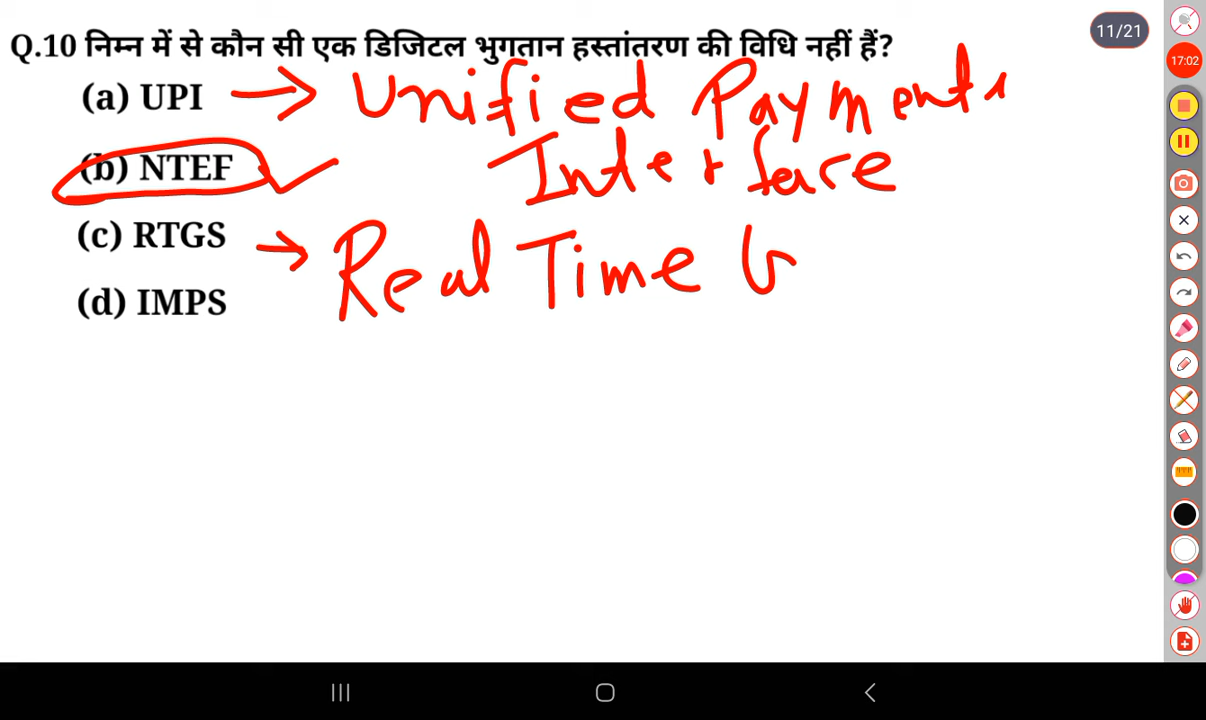 Q.10 निम्न में से कौन सी एक डिजिटल भुगतान हस्तांतरण की विधि नहीं हैं?
11/21
17:02
(a) UPI → Unified Payments
(b) NTEF Interface
(c) RTGS → Real Time G
(d) IMPS